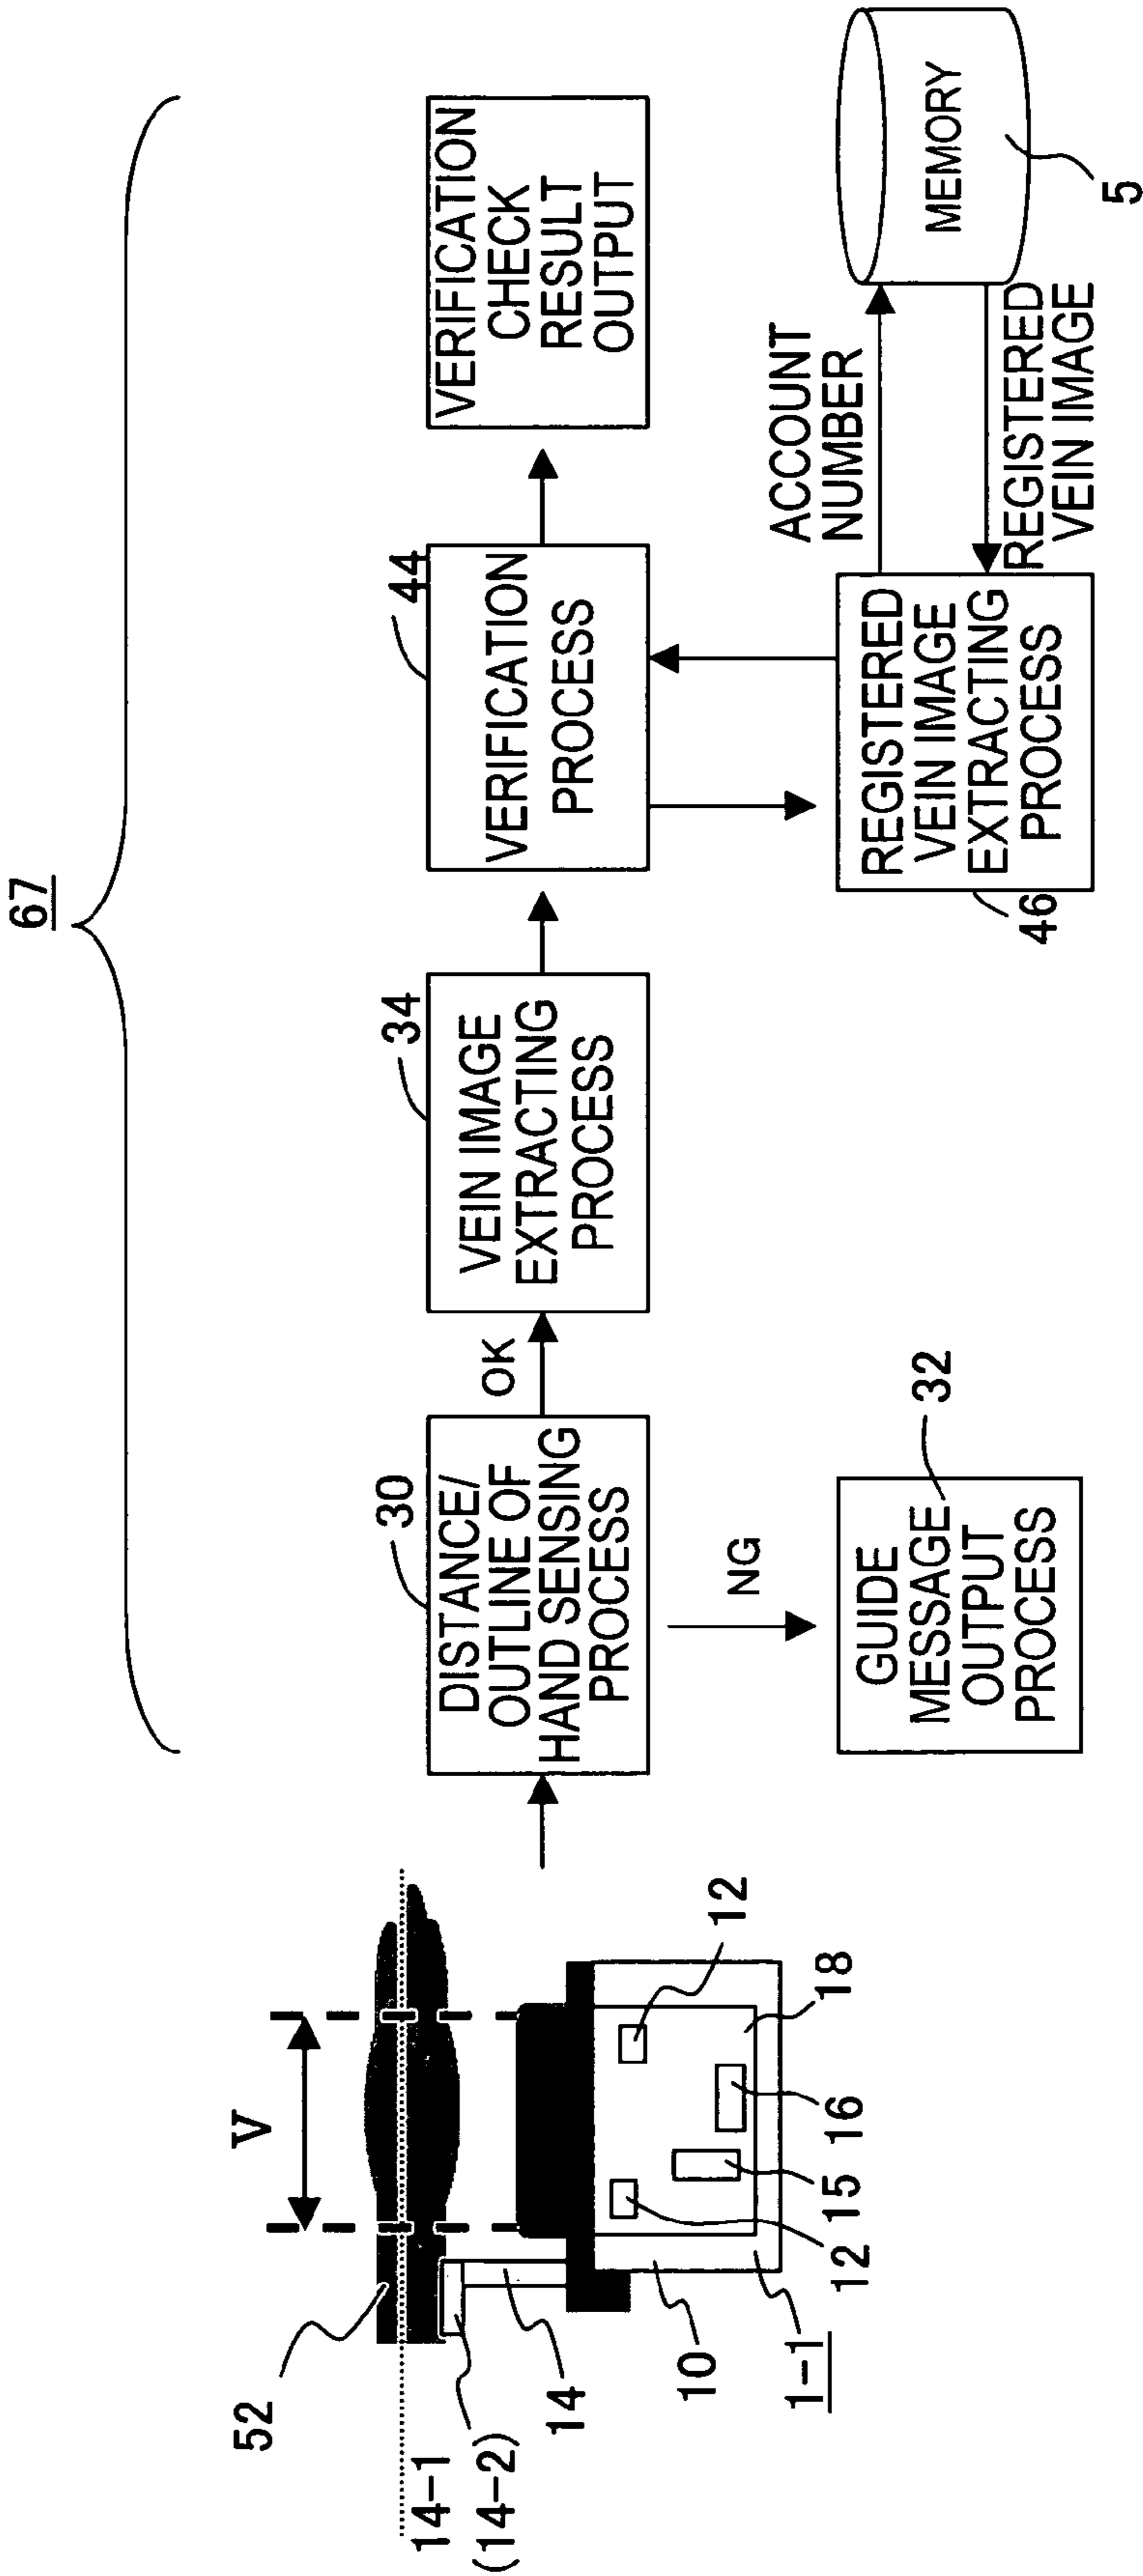 67
V
52
14-1
(14-2)
14
10
1-1
12
15
16
18
12
30
DISTANCE/
OUTLINE OF
HAND SENSING
PROCESS
OK
NG
32
GUIDE
MESSAGE
OUTPUT
PROCESS
34
VEIN IMAGE
EXTRACTING
PROCESS
44
VERIFICATION
PROCESS
VERIFICATION
CHECK
RESULT
OUTPUT
46
REGISTERED
VEIN IMAGE
EXTRACTING
PROCESS
ACCOUNT
NUMBER
REGISTERED
VEIN IMAGE
MEMORY
5